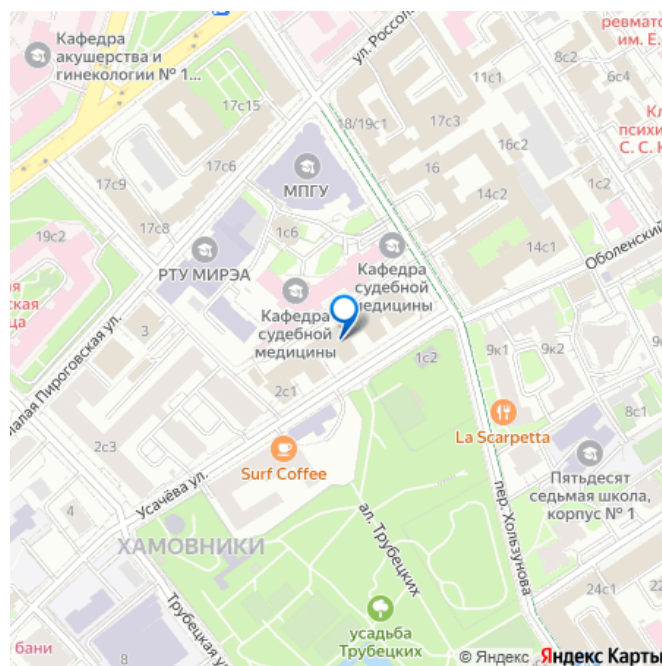 Кафедра
акушерства и
гинекологии № 1...
ул. Россол
ревмато
им. Е.
8с2
6с4
11с1
17с15
18/19с1
17с3
Кл
психи
С. С. К
16с2
17с6
МПГУ
16
17с9
14с2
1с2
17с8
19с2
1с6
14с1
Оболенский
РТУ МИРЭА
Кафедра
судебной
медицины
ая
ская
ца
Кафедра
судебной
медицины
3
Малая Пироговская ул.
9к1
9к2
1с2
2с1
8с1
La Scarpetta
2с3
Surf Coffee
Усачёва ул.
Пятьдесят
седьмая школа,
корпус № 1
4
пер. Хользунова
ал. Трубецких
ХАМОВНИКИ
24с1
22
Трубецкая ул
усадьба
Трубецких
е бани
8
© Яндекс Яндекс Карты